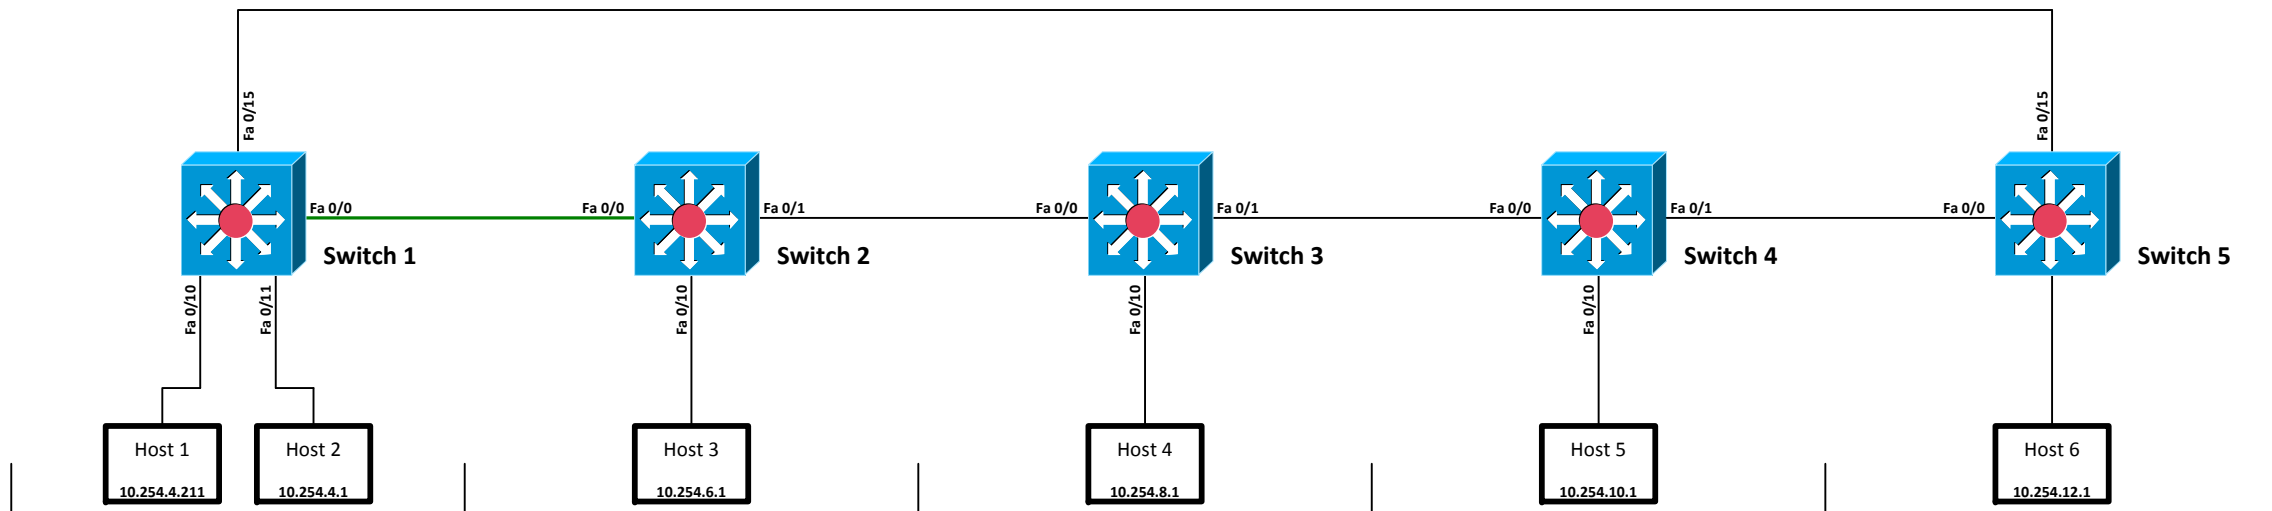 Fa 0/15
Fa 0/15
Fa 0/0
Fa 0/0
Fa 0/1
Fa 0/0
Fa 0/1
Fa 0/0
Fa 0/1
Fa 0/0
Switch 1
Switch 2
Switch 3
Switch 4
Switch 5
Fa 0/10
Fa 0/11
Fa 0/10
Fa 0/10
Fa 0/10
Host 1
10.254.4.211
Host 2
10.254.4.1
Host 3
10.254.6.1
Host 4
10.254.8.1
Host 5
10.254.10.1
Host 6
10.254.12.1